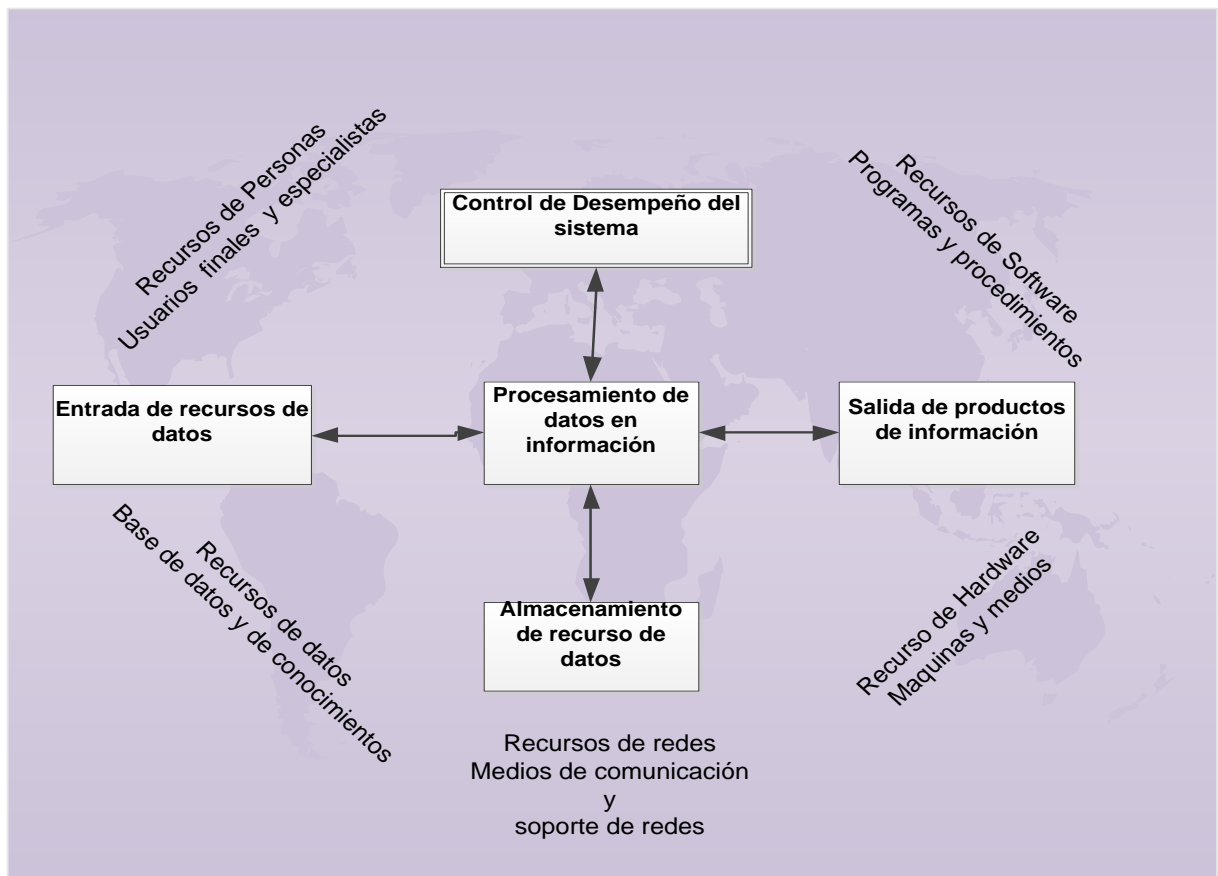 Recursos de Personas
Usuarios finales y especialistas
Recursos de Software
Programas y procedimientos
Control de Desempeño del
sistema
Entrada de recursos de
datos
Procesamiento de
datos en
información
Salida de productos
de información
Recursos de datos
Base de datos y de conocimientos
Almacenamiento
de recurso de
datos
Recurso de Hardware
Maquinas y medios
Recursos de redes
Medios de comunicación
y
soporte de redes